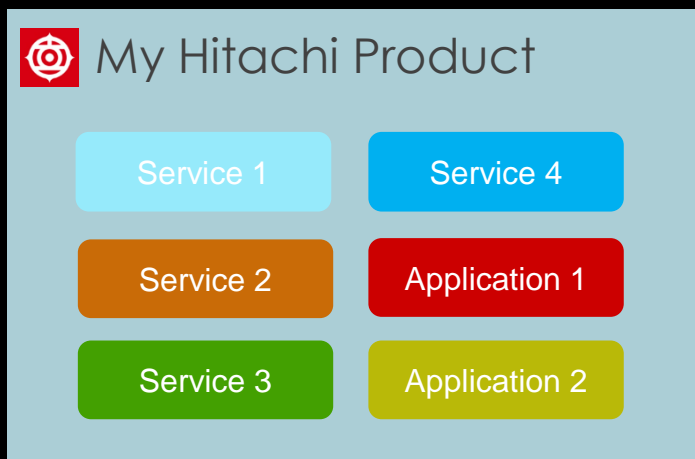 My Hitachi Product
Service 1
Service 4
Service 2
Application 1
Service 3
Application 2